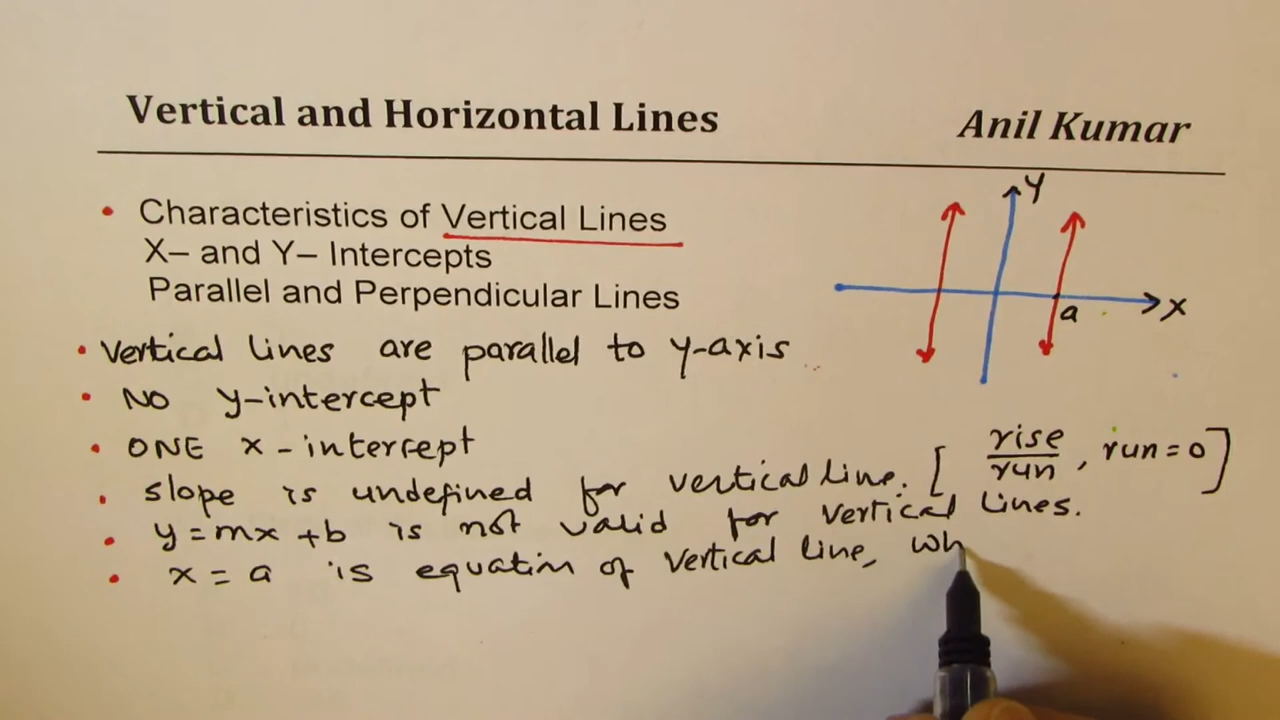 Vertical and Horizontal Lines
Anil Kumar
• Characteristics of Vertical Lines
X– and Y– Intercepts
Parallel and Perpendicular Lines
Y
a
X
• Vertical lines are parallel to y-axis
• NO y-intercept
• ONE x-intercept
• slope is undefined for vertical line. [ rise/run , run = 0 ]
• y = mx + b is not valid for vertical lines.
• x = a is equation of vertical line, wh